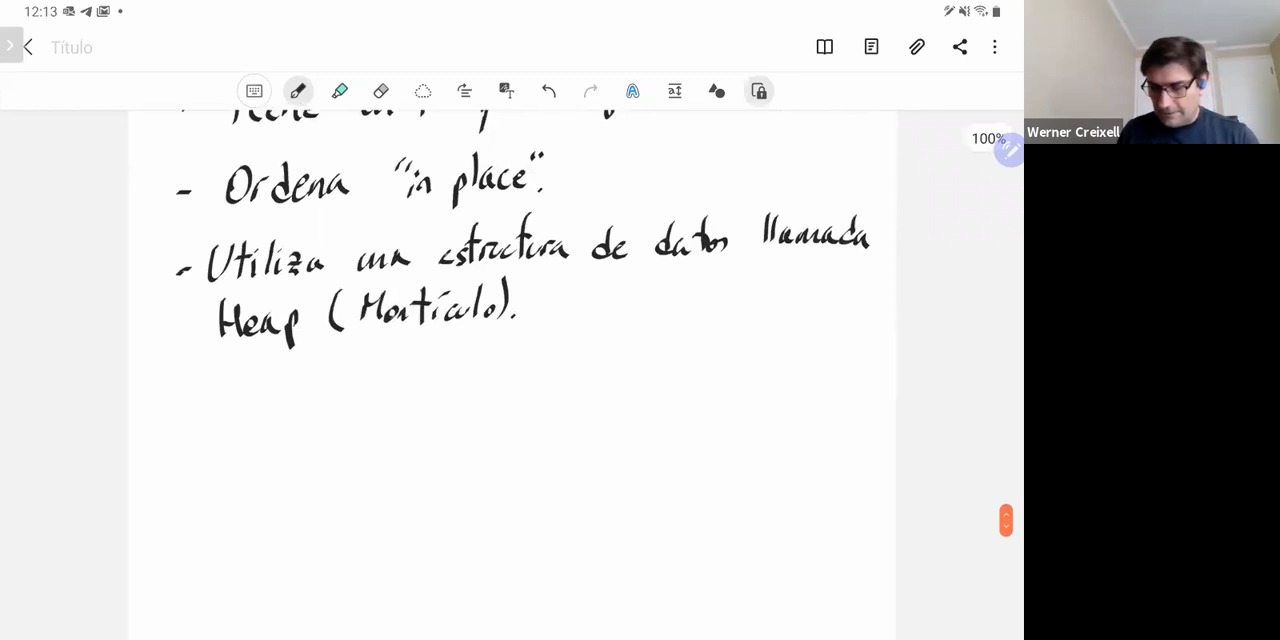 12:13
Título
100%
Werner Creixell
- Ordena "in place".
- Utiliza una estructura de datos llamada
Heap (Montículo).